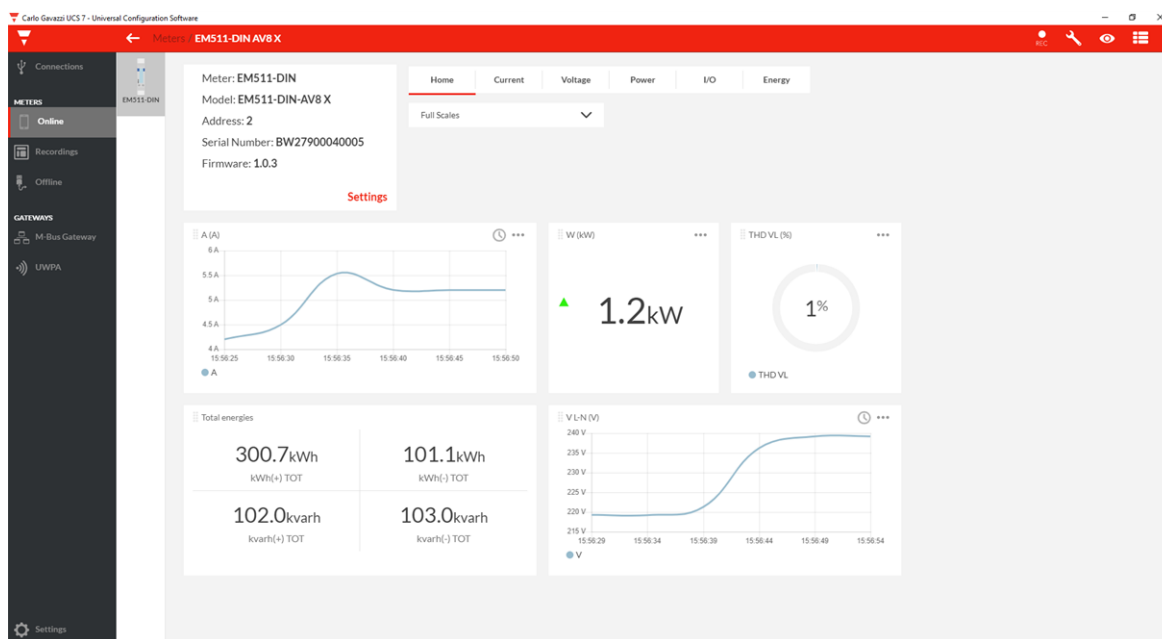 Carlo Gavazzi UCS 7 - Universal Configuration Software
Meters / EM511-DIN AV8 X
REC
Connections
METERS
Online
Recordings
Offline
GATEWAYS
M-Bus Gateway
UWPA
Settings
EM511-DIN
Meter: EM511-DIN
Model: EM511-DIN-AV8 X
Address: 2
Serial Number: BW27900040005
Firmware: 1.0.3
Settings
Home Current Voltage Power I/O Energy
Full Scales
A (A)
6 A
5.5 A
5 A
4.5 A
4 A
15:56:25 15:56:30 15:56:35 15:56:40 15:56:45 15:56:50
A
W (kW)
1.2kW
THD VL (%)
1%
THD VL
Total energies
300.7kWh
kWh(+) TOT
101.1kWh
kWh(-) TOT
102.0kvarh
kvarh(+) TOT
103.0kvarh
kvarh(-) TOT
V L-N (V)
240 V
235 V
230 V
225 V
220 V
215 V
15:56:29 15:56:34 15:56:39 15:56:44 15:56:49 15:56:54
V